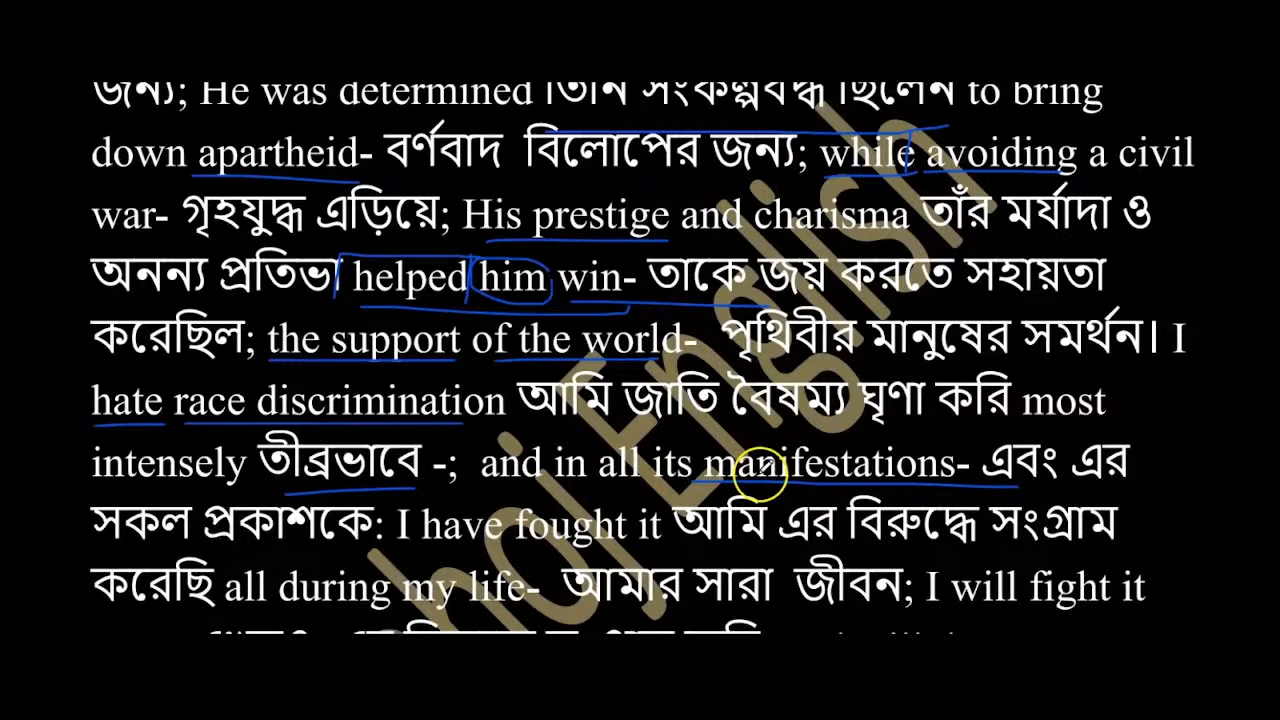 জন্য; He was determined তিনি সংকল্পবদ্ধ ছিলেন to bring
down apartheid- বর্ণবাদ বিলোপের জন্য; while avoiding a civil
war- গৃহযুদ্ধ এড়িয়ে; His prestige and charisma তাঁর মর্যাদা ও
অনন্য প্রতিভা helped him win- তাকে জয় করতে সহায়তা
করেছিল; the support of the world- পৃথিবীর মানুষের সমর্থন। I
hate race discrimination আমি জাতি বৈষম্য ঘৃণা করি most
intensely তীব্রভাবে -; and in all its manifestations- এবং এর
সকল প্রকাশকে: I have fought it আমি এর বিরুদ্ধে সংগ্রাম
করেছি all during my life- আমার সারা জীবন; I will fight it
hoj English